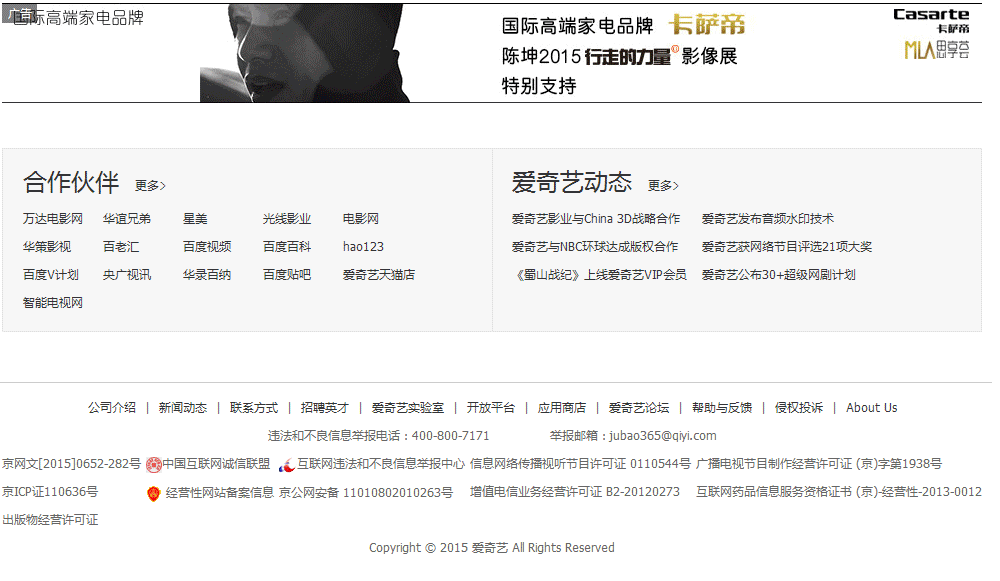 广告
国际高端家电品牌
国际高端家电品牌 卡萨帝
陈坤2015行走的力量®影像展
特别支持
Casarte
卡萨帝
MLA思享荟
合作伙伴 更多>
万达电影网 华谊兄弟 星美 光线影业 电影网
华策影视 百老汇 百度视频 百度百科 hao123
百度V计划 央广视讯 华录百纳 百度贴吧 爱奇艺天猫店
智能电视网
爱奇艺动态 更多>
爱奇艺影业与China 3D战略合作 爱奇艺发布音频水印技术
爱奇艺与NBC环球达成版权合作 爱奇艺获网络节目评选21项大奖
《蜀山战纪》上线爱奇艺VIP会员 爱奇艺公布30+超级网剧计划
公司介绍 | 新闻动态 | 联系方式 | 招聘英才 | 爱奇艺实验室 | 开放平台 | 应用商店 | 爱奇艺论坛 | 帮助与反馈 | 侵权投诉 | About Us
违法和不良信息举报电话：400-800-7171 举报邮箱：jubao365@qiyi.com
京网文[2015]0652-282号 中国互联网诚信联盟 互联网违法和不良信息举报中心 信息网络传播视听节目许可证 0110544号 广播电视节目制作经营许可证 (京)字第1938号
京ICP证110636号 经营性网站备案信息 京公网安备 11010802010263号 增值电信业务经营许可证 B2-20120273 互联网药品信息服务资格证书 (京)-经营性-2013-0012
出版物经营许可证
Copyright © 2015 爱奇艺 All Rights Reserved